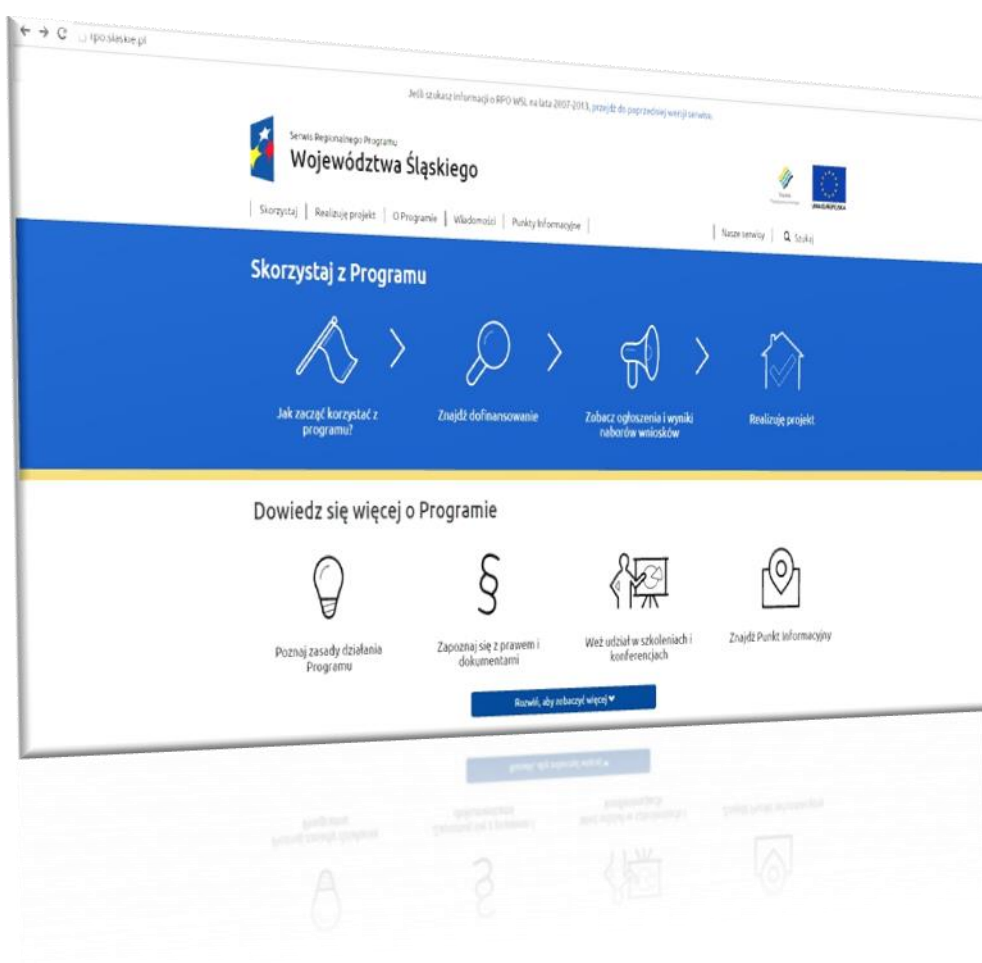 rpo.slaskie.pl
Jeśli szukasz informacji o RPO WSL na lata 2007-2013, przejdź do poprzedniej wersji serwisu.
Serwis Regionalnego Programu
Województwa Śląskiego
UNIA EUROPEJSKA
Skorzystaj | Realizuję projekt | O Programie | Wiadomości | Punkty Informacyjne | | Nasze serwisy | Szukaj
Skorzystaj z Programu
Jak zacząć korzystać z
programu?
Znajdź dofinansowanie
Zobacz ogłoszenia i wyniki
naborów wniosków
Realizuję projekt
Dowiedz się więcej o Programie
Poznaj zasady działania
Programu
Zapoznaj się z prawem i
dokumentami
Weź udział w szkoleniach i
konferencjach
Znajdź Punkt Informacyjny
Rozwiń, aby zobaczyć więcej